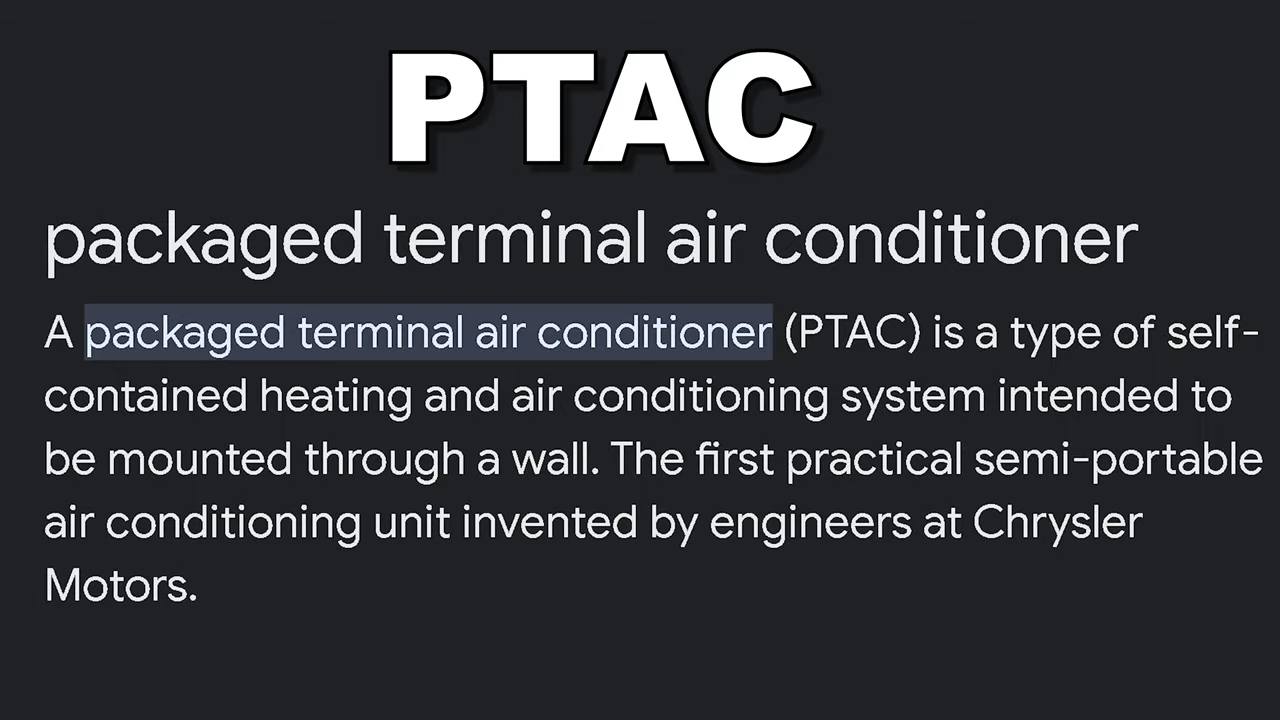 PTAC
packaged terminal air conditioner
A packaged terminal air conditioner (PTAC) is a type of self-
contained heating and air conditioning system intended to
be mounted through a wall. The first practical semi-portable
air conditioning unit invented by engineers at Chrysler
Motors.